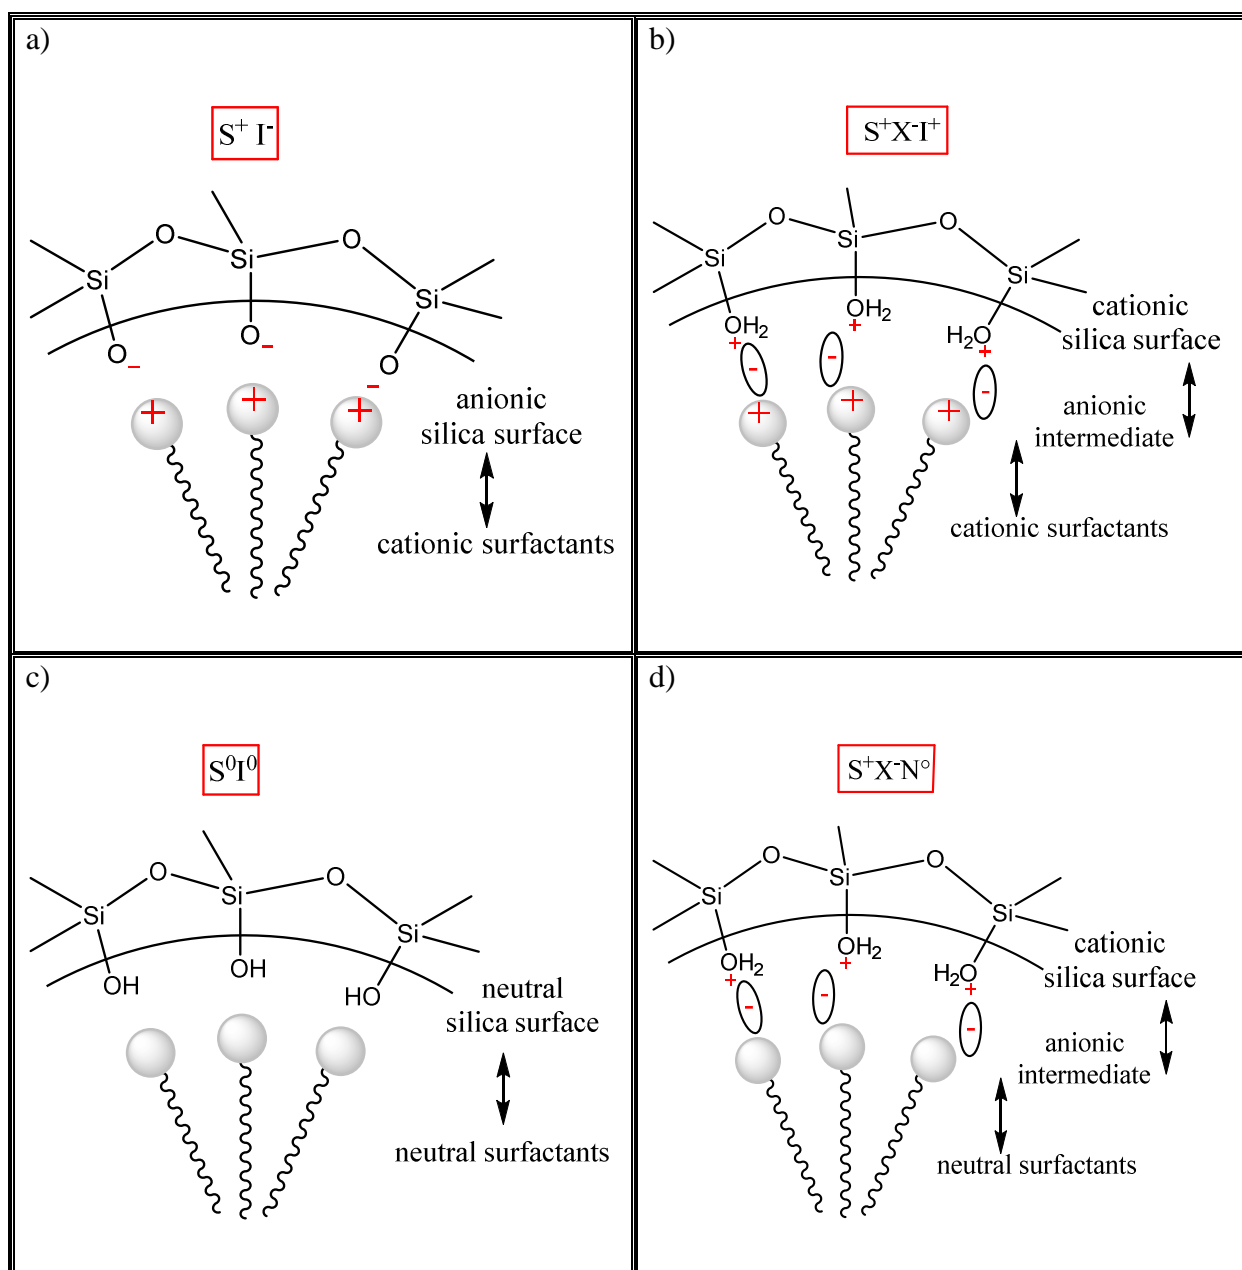 a)
S⁺ I⁻
O
O
Si
Si
Si
O
−
O
−
O
−
+
+
+
anionic
silica surface
cationic surfactants
b)
S⁺X⁻I⁺
O
O
Si
Si
Si
OH₂
+
OH₂
+
H₂O
+
-
-
-
+
+
+
cationic
silica surface
anionic
intermediate
cationic surfactants
c)
S⁰I⁰
O
O
Si
Si
Si
OH
OH
HO
neutral
silica surface
neutral surfactants
d)
S⁺X⁻N°
O
O
Si
Si
Si
OH₂
+
OH₂
+
H₂O
+
-
-
-
cationic
silica surface
anionic
intermediate
neutral surfactants